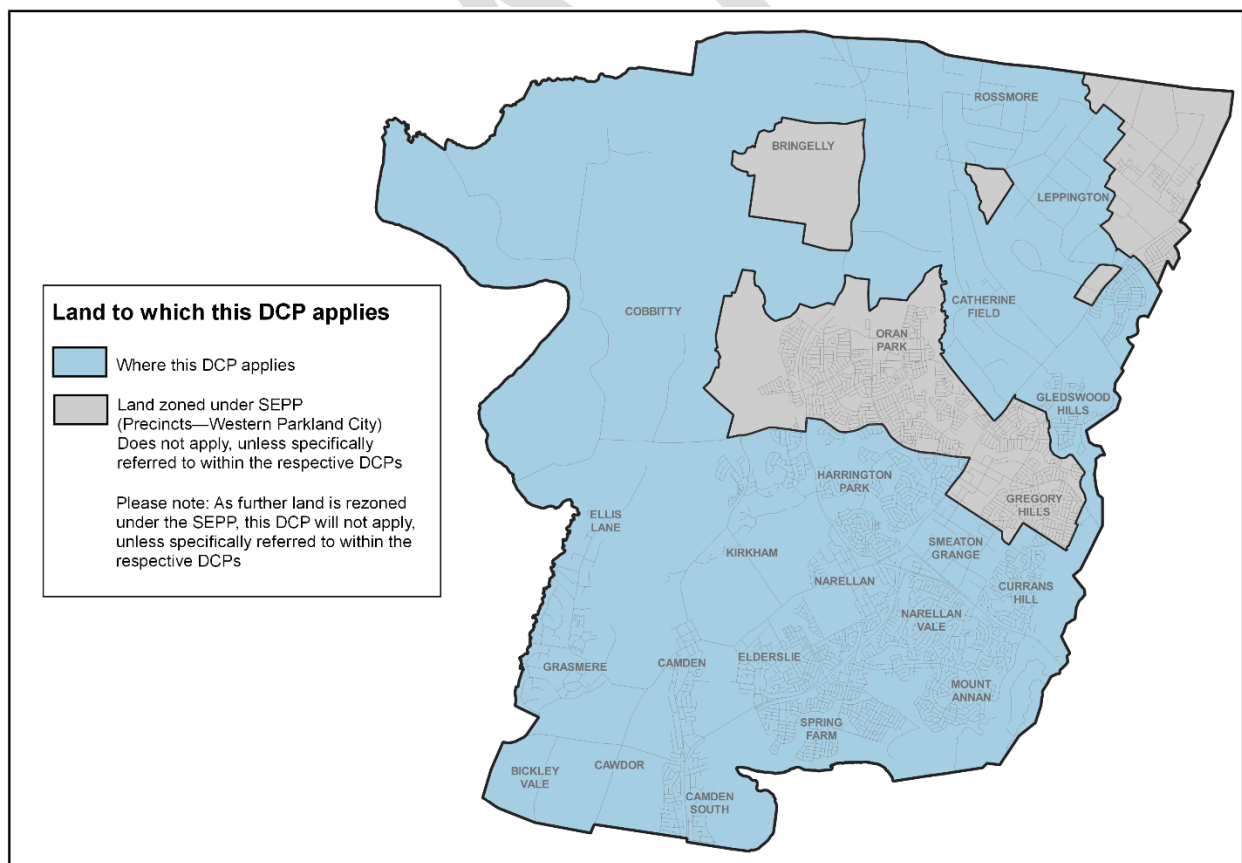 ROSSMORE
BRINGELLY
LEPPINGTON
Land to which this DCP applies
Where this DCP applies
Land zoned under SEPP
(Precincts—Western Parkland City)
Does not apply, unless specifically
referred to within the respective DCPs
Please note: As further land is rezoned
under the SEPP, this DCP will not apply,
unless specifically referred to within the
respective DCPs
COBBITTY
CATHERINE
FIELD
ORAN
PARK
GLEDSWOOD
HILLS
HARRINGTON
PARK
GREGORY
HILLS
ELLIS
LANE
KIRKHAM
SMEATON
GRANGE
NARELLAN
CURRANS
HILL
NARELLAN
VALE
GRASMERE
CAMDEN
ELDERSLIE
MOUNT
ANNAN
SPRING
FARM
BICKLEY
VALE
CAWDOR
CAMDEN
SOUTH